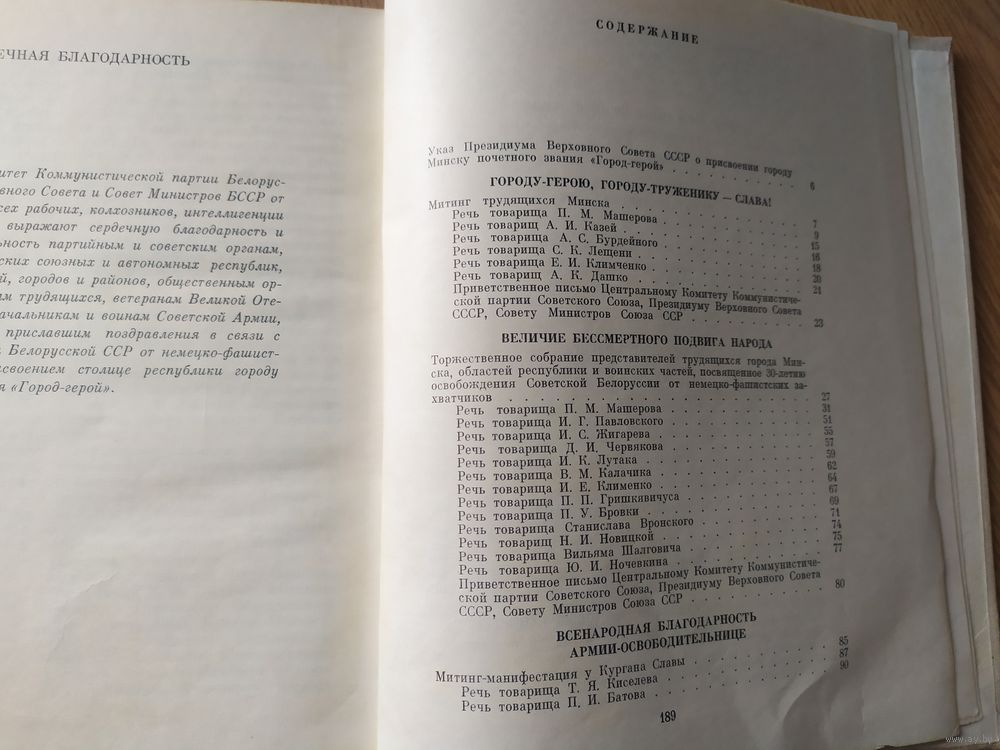 ЕЧНАЯ БЛАГОДАРНОСТЬ
итет Коммунистической партии Белорус-
вного Совета и Совет Министров БССР от
сех рабочих, колхозников, интеллигенции
выражают сердечную благодарность и
льность партийным и советским органам,
ских союзных и автономных республик,
й, городов и районов, общественным ор-
ам трудящихся, ветеранам Великой Оте-
ачальникам и воинам Советской Армии,
приславшим поздравления в связи с
Белорусской ССР от немецко-фашист-
своением столице республики городу
я «Город-герой».
СОДЕРЖАНИЕ
Указ Президиума Верховного Совета СССР о присвоении городу
Минску почетного звания «Город-герой» . . . . . . . . 6
ГОРОДУ-ГЕРОЮ, ГОРОДУ-ТРУЖЕНИКУ — СЛАВА!
Митинг трудящихся Минска . . . . . . . . . . 7
Речь товарища П. М. Машерова . . . . . . . . 9
Речь товарищ А. И. Казей . . . . . . . . . 15
Речь товарища А. С. Бурдейного . . . . . . . . 16
Речь товарища С. К. Лещени . . . . . . . . 18
Речь товарища Е. И. Климченко . . . . . . . . 20
Речь товарищ А. К. Дашко . . . . . . . . . 21
Приветственное письмо Центральному Комитету Коммунистиче-
ской партии Советского Союза, Президиуму Верховного Совета
СССР, Совету Министров Союза ССР . . . . . . . 23
ВЕЛИЧИЕ БЕССМЕРТНОГО ПОДВИГА НАРОДА
Торжественное собрание представителей трудящихся города Мин-
ска, областей республики и воинских частей, посвященное 30-летию
освобождения Советской Белоруссии от немецко-фашистских за-
хватчиков . . . . . . . . . . . . . 27
Речь товарища П. М. Машерова . . . . . . . . 31
Речь товарища И. Г. Павловского . . . . . . . . 51
Речь товарища И. С. Жигарева . . . . . . . . 55
Речь товарища Д. И. Червякова . . . . . . . . 57
Речь товарища И. К. Лутака . . . . . . . . 59
Речь товарища В. М. Калачика . . . . . . . . 62
Речь товарища И. Е. Клименко . . . . . . . . 64
Речь товарища П. П. Гришкявичуса . . . . . . . 67
Речь товарища П. У. Бровки . . . . . . . . 69
Речь товарища Станислава Вронского . . . . . . . 71
Речь товарищ Н. И. Новицкой . . . . . . . . 74
Речь товарища Вильяма Шалговича . . . . . . . 75
Речь товарища Ю. И. Ночевкина . . . . . . . . 77
Приветственное письмо Центральному Комитету Коммунистиче-
ской партии Советского Союза, Президиуму Верховного Совета
СССР, Совету Министров Союза ССР . . . . . . . 80
ВСЕНАРОДНАЯ БЛАГОДАРНОСТЬ
АРМИИ-ОСВОБОДИТЕЛЬНИЦЕ
Митинг-манифестация у Кургана Славы . . . . . . . 85
Речь товарища Т. Я. Киселева . . . . . . . . 87
Речь товарища П. И. Батова . . . . . . . . 90
189
www.ay.by